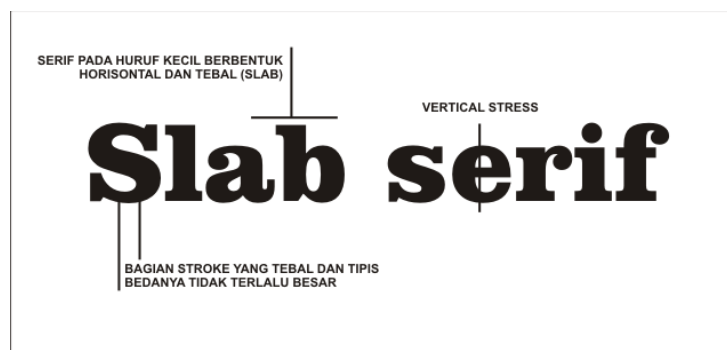 SERIF PADA HURUF KECIL BERBENTUK
HORISONTAL DAN TEBAL (SLAB)
VERTICAL STRESS
Slab serif
BAGIAN STROKE YANG TEBAL DAN TIPIS
BEDANYA TIDAK TERLALU BESAR